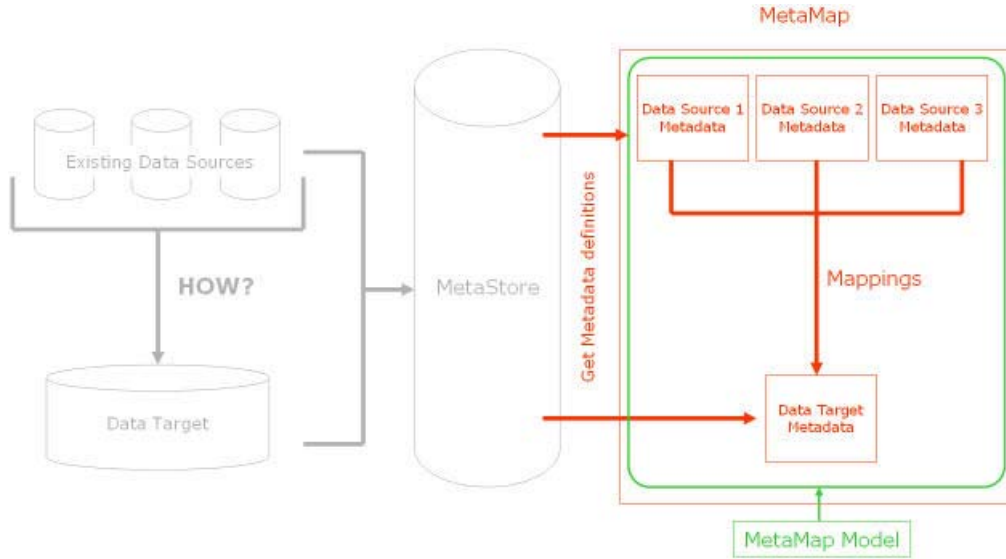 MetaMap
Data Source 1
Metadata
Data Source 2
Metadata
Data Source 3
Metadata
Existing Data Sources
HOW?
MetaStore
Get Metadata definitions
Mappings
Data Target
Data Target
Metadata
MetaMap Model